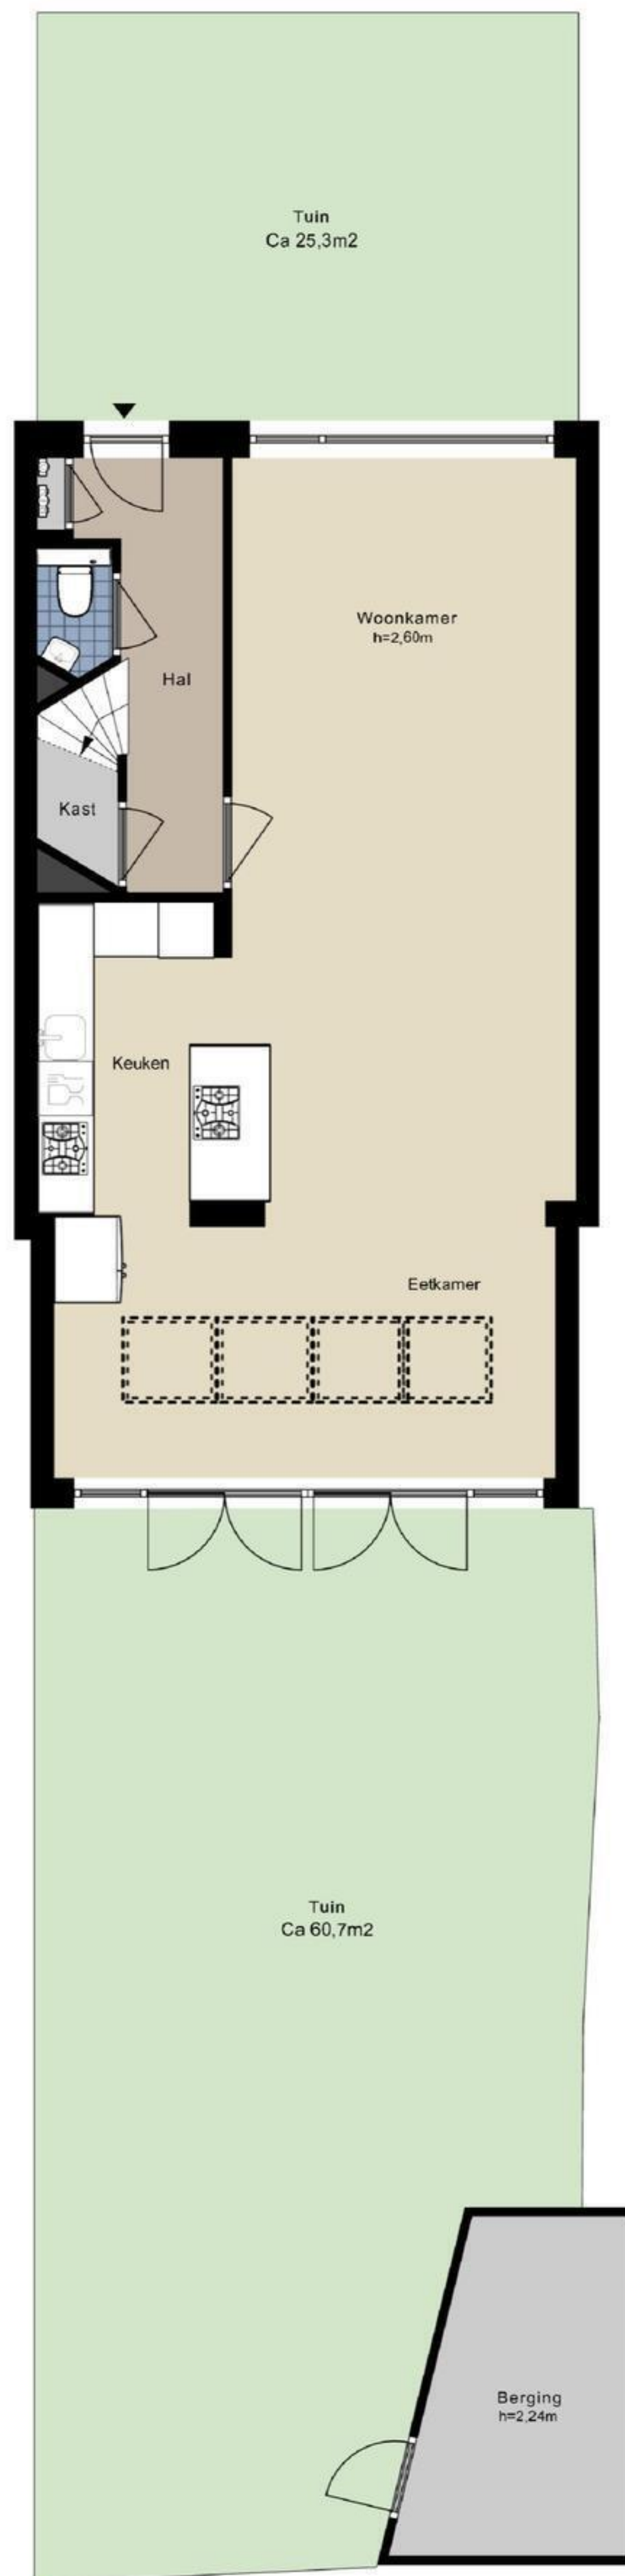 Tuin
Ca 25,3m2
Woonkamer
h=2,60m
Hal
Kast
Keuken
Eetkamer
Tuin
Ca 60,7m2
Berging
h=2,24m